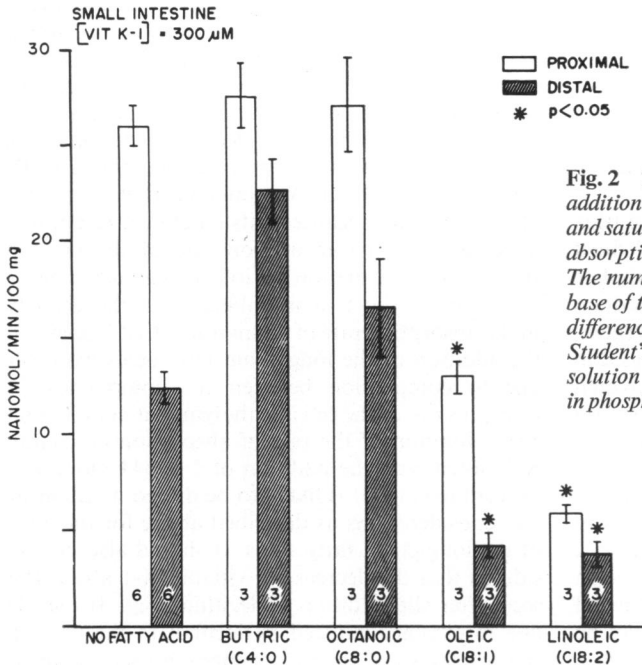 SMALL INTESTINE
[VIT K-1] = 300 µM
30
20
10
NANOMOL/MIN/100 mg
PROXIMAL
DISTAL
* p<0.05
Fig. 2
addition
and satu
absorpti
The num
base of t
differenc
Student'
solution
in phosp
* * * *
6 6 3 3 3 3 3 3 3 3
NO FATTY ACID BUTYRIC OCTANOIC OLEIC LINOLEIC
(C4:0) (C8:0) (C18:1) (C18:2)